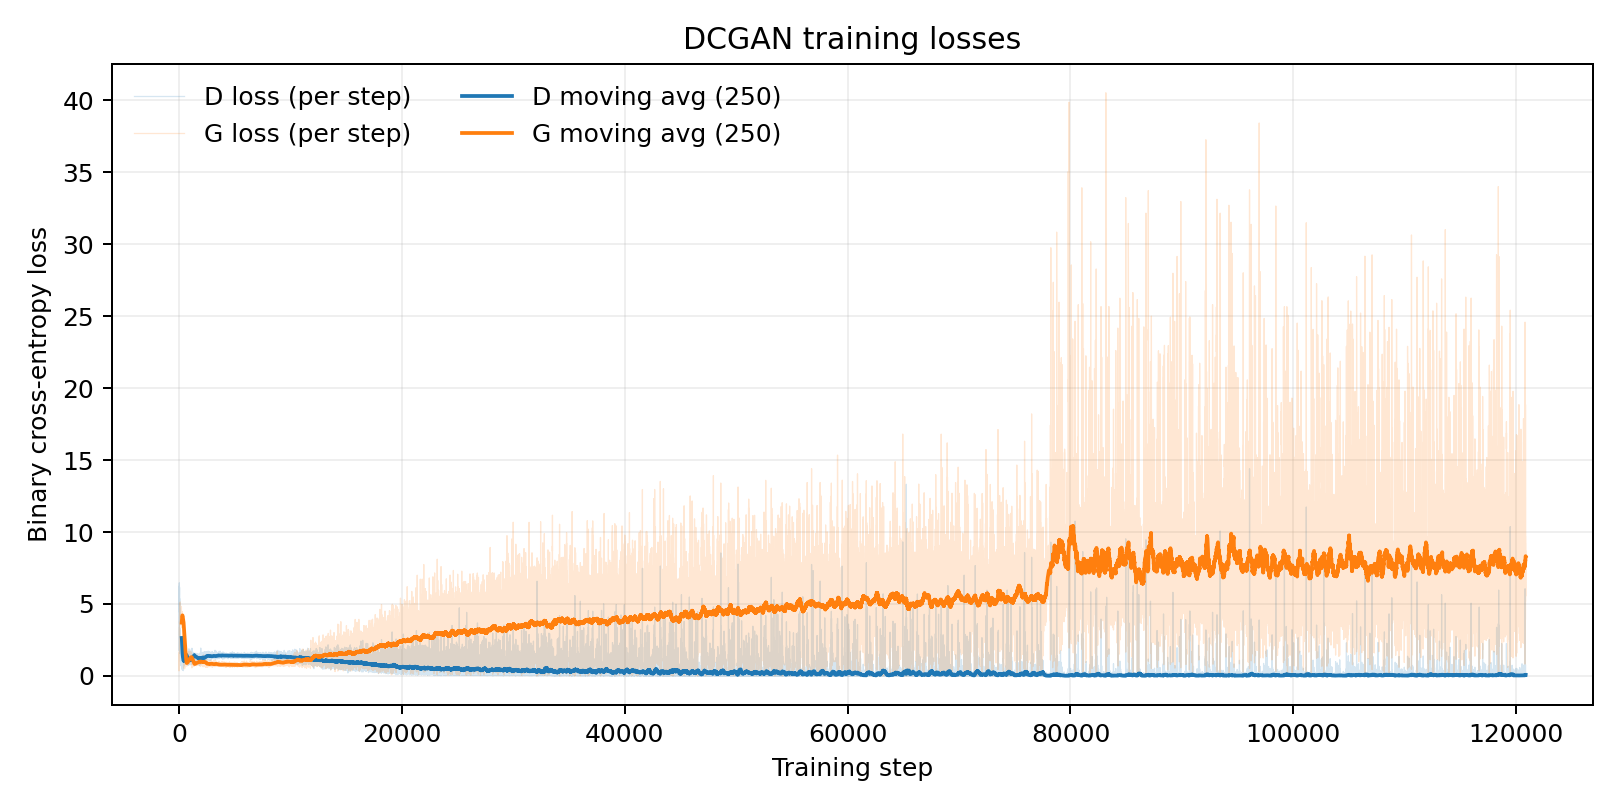 DCGAN training losses
D loss (per step)
G loss (per step)
D moving avg (250)
G moving avg (250)
Binary cross-entropy loss
40
35
30
25
20
15
10
5
0
0
20000
40000
60000
80000
100000
120000
Training step